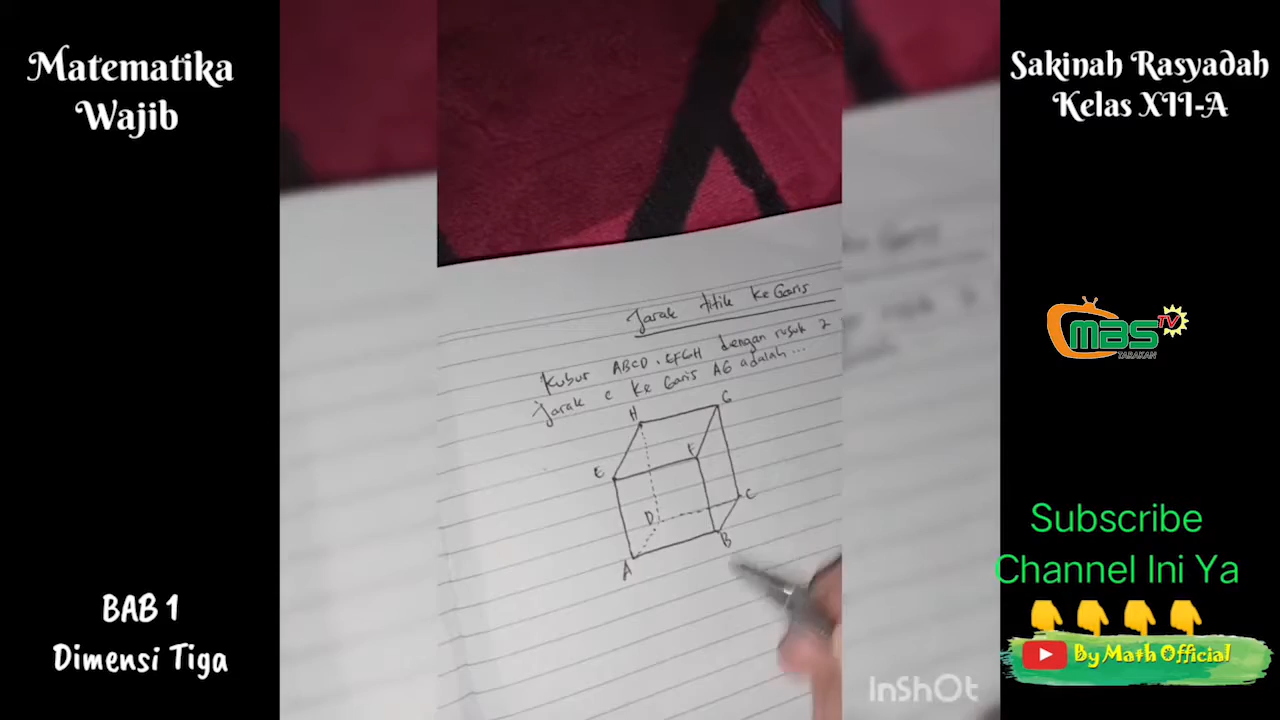 Matematika
Wajib
Sakinah Rasyadah
Kelas XII-A
Jarak titik ke Garis
Kubus ABCD . EFGH dengan rusuk 2
Jarak C ke Garis AG adalah ...
H
G
E
F
D
C
B
A
MBS TV
TARAKAN
BAB 1
Dimensi Tiga
Subscribe
Channel Ini Ya
By Math Official
InShOt